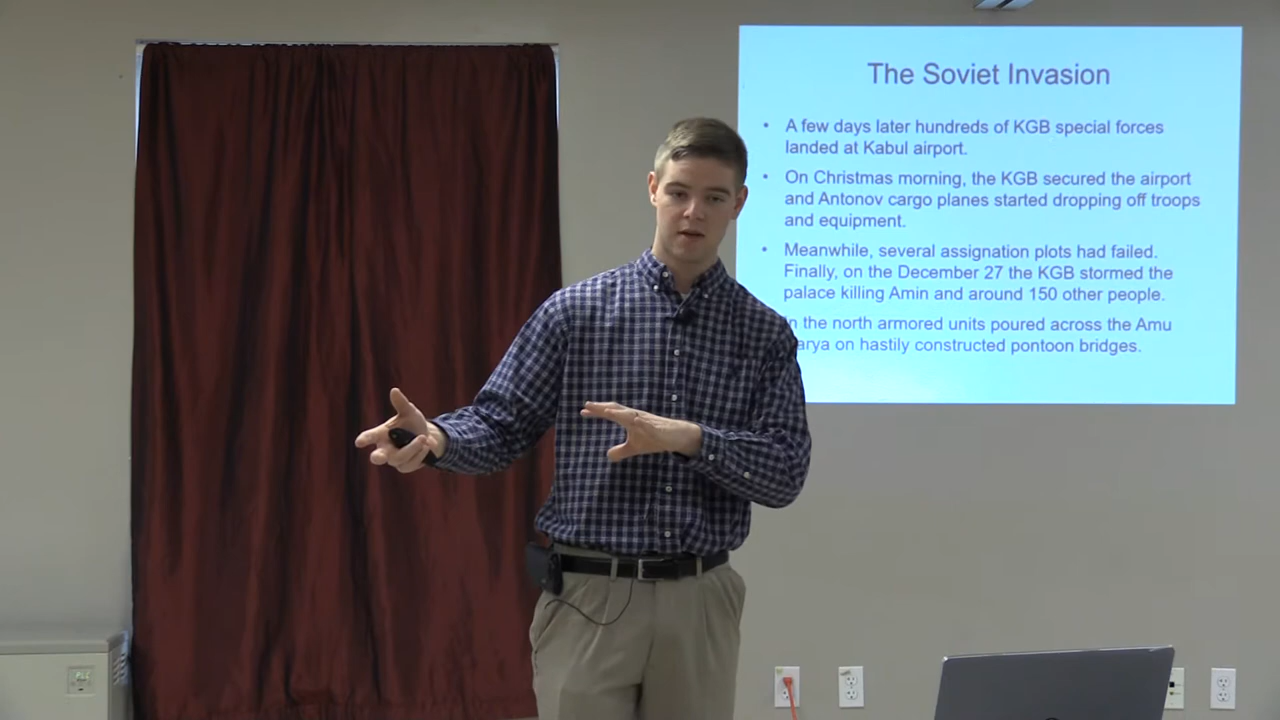 The Soviet Invasion
• A few days later hundreds of KGB special forces
landed at Kabul airport.
• On Christmas morning, the KGB secured the airport
and Antonov cargo planes started dropping off troops
and equipment.
• Meanwhile, several assignation plots had failed.
Finally, on the December 27 the KGB stormed the
palace killing Amin and around 150 other people.
n the north armored units poured across the Amu
arya on hastily constructed pontoon bridges.